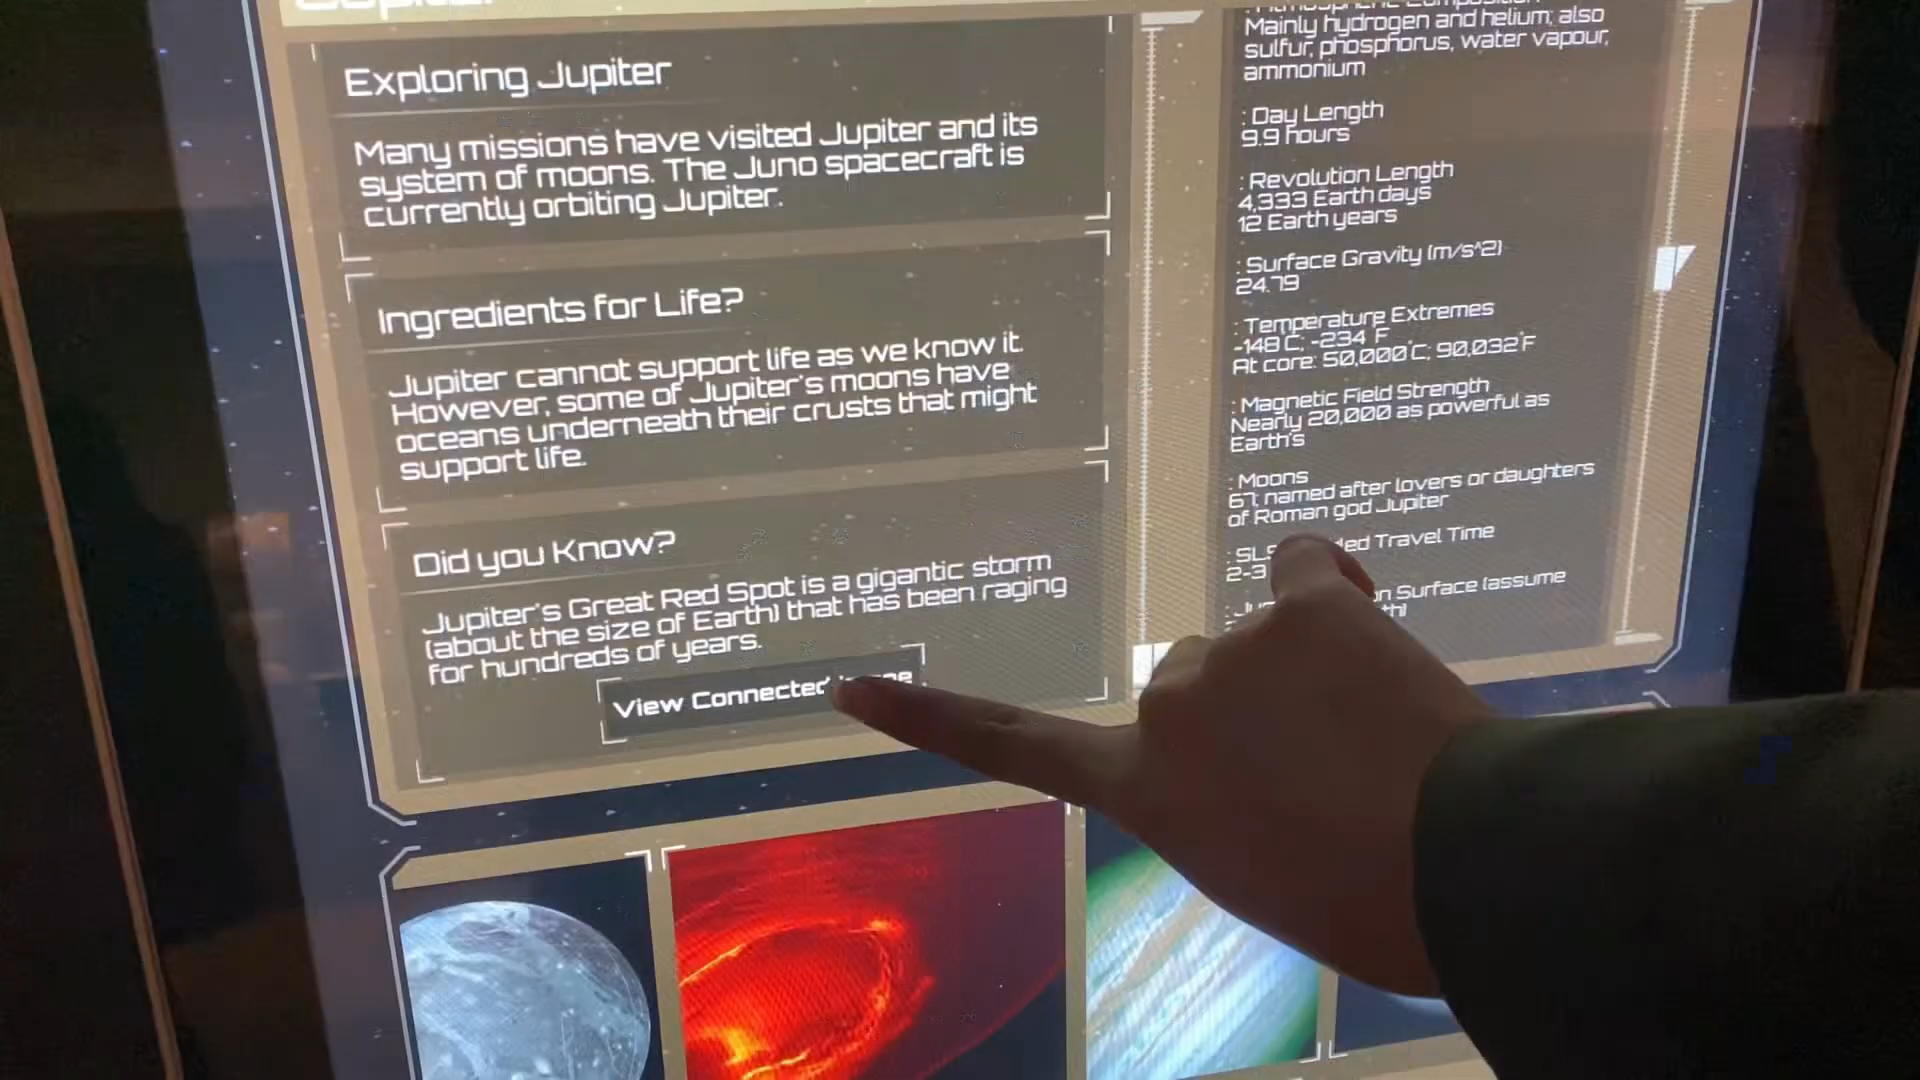 Jupiter
Exploring Jupiter
Many missions have visited Jupiter and its
system of moons. The Juno spacecraft is
currently orbiting Jupiter.
Ingredients for Life?
Jupiter cannot support life as we know it.
However, some of Jupiter's moons have
oceans underneath their crusts that might
support life.
Did you Know?
Jupiter's Great Red Spot is a gigantic storm
(about the size of Earth) that has been raging
for hundreds of years.
View Connected
: Atmospheric Composition
Mainly hydrogen and helium; also
sulfur, phosphorus, water vapour,
ammonium
: Day Length
9.9 hours
: Revolution Length
4,333 Earth days
12 Earth years
: Surface Gravity (m/s^2)
24.79
: Temperature Extremes
-148°C; -234°F
At core: 50,000°C; 90,032°F
: Magnetic Field Strength
Nearly 20,000 as powerful as
Earth's
: Moons
67; named after lovers or daughters
of Roman god Jupiter
: SLS Travel Time
2-3
Surface (assume